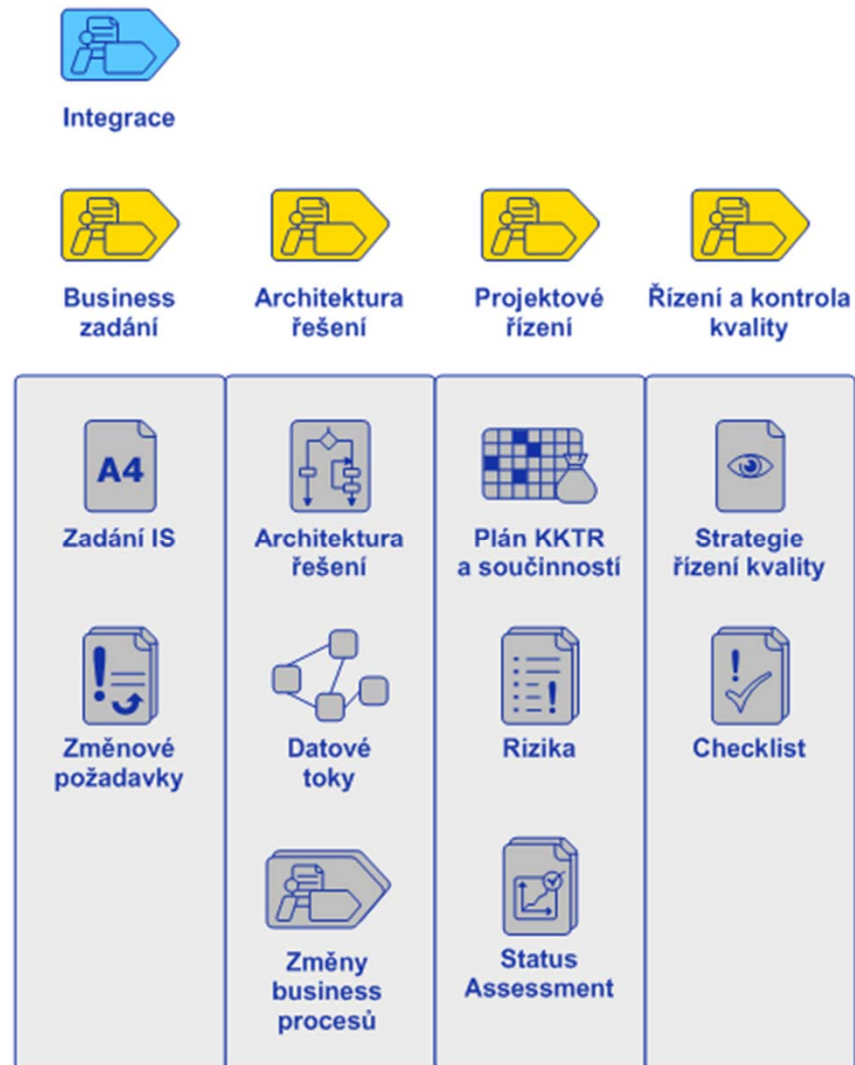 Integrace
Business
zadání
Architektura
řešení
Projektové
řízení
Řízení a kontrola
kvality
A4
Zadání IS
Architektura
řešení
Plán KKTR
a součinností
Strategie
řízení kvality
Změnové
požadavky
Datové
toky
Rizika
Checklist
Změny
business
procesů
Status
Assessment